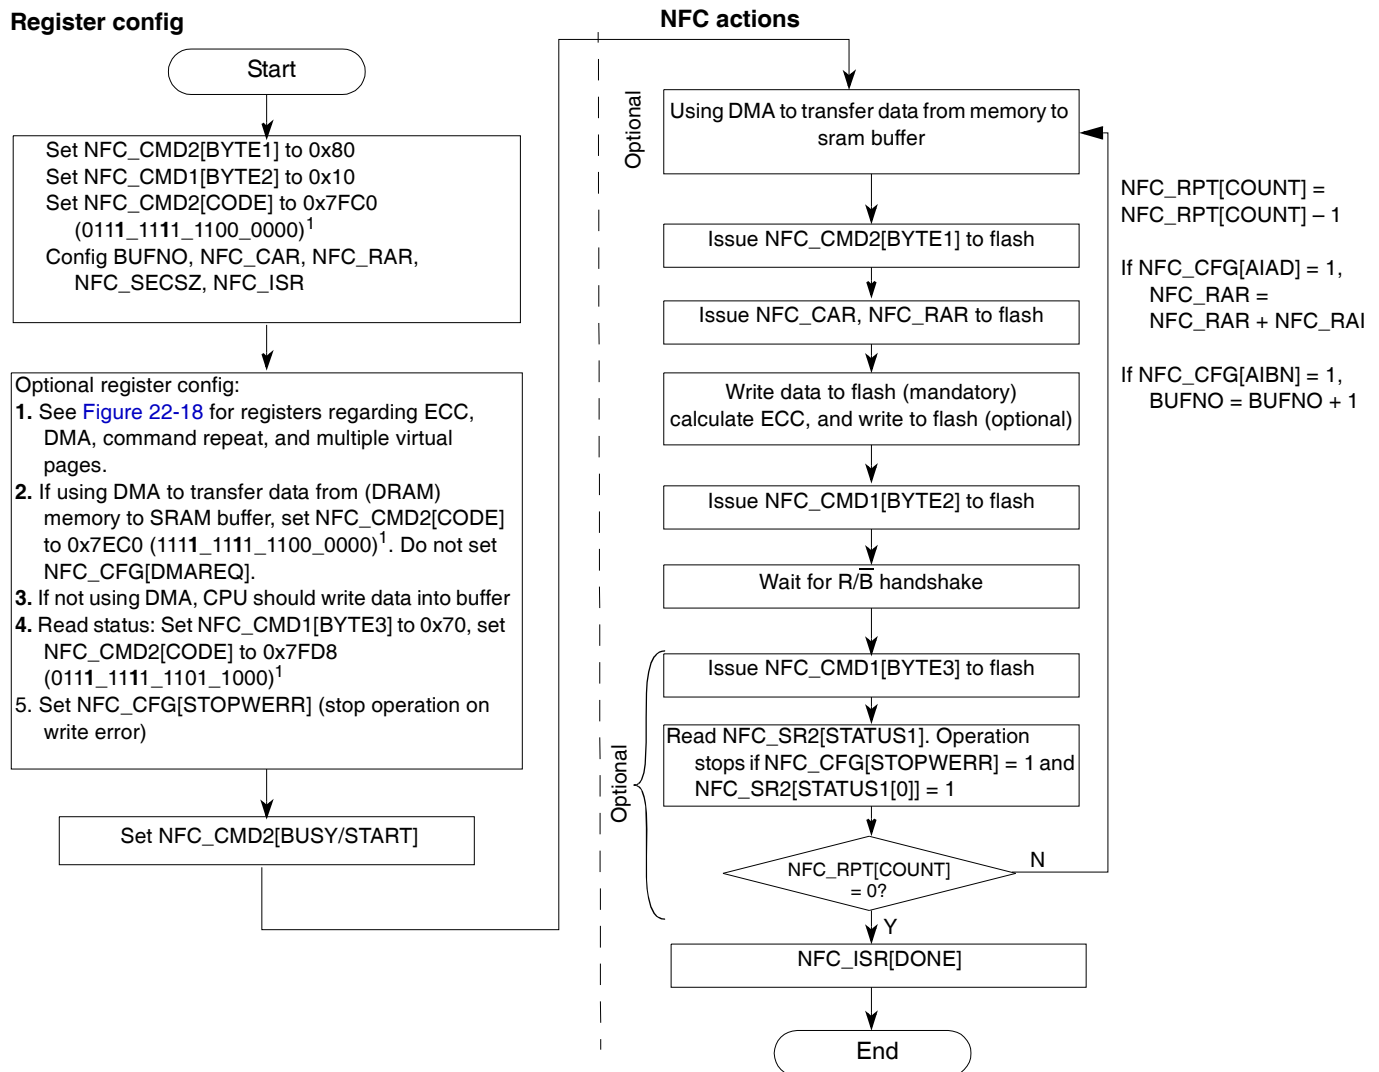 Register config
Start
Set NFC_CMD2[BYTE1] to 0x80
Set NFC_CMD1[BYTE2] to 0x10
Set NFC_CMD2[CODE] to 0x7FC0
(0111_1111_1100_0000)1
Config BUFNO, NFC_CAR, NFC_RAR,
NFC_SECSZ, NFC_ISR
Optional register config:
1. See Figure 22-18 for registers regarding ECC,
DMA, command repeat, and multiple virtual
pages.
2. If using DMA to transfer data from (DRAM)
memory to SRAM buffer, set NFC_CMD2[CODE]
to 0x7EC0 (1111_1111_1100_0000)1. Do not set
NFC_CFG[DMAREQ].
3. If not using DMA, CPU should write data into buffer
4. Read status: Set NFC_CMD1[BYTE3] to 0x70, set
NFC_CMD2[CODE] to 0x7FD8
(0111_1111_1101_1000)1
5. Set NFC_CFG[STOPWERR] (stop operation on
write error)
Set NFC_CMD2[BUSY/START]
NFC actions
Optional
Using DMA to transfer data from memory to
sram buffer
Issue NFC_CMD2[BYTE1] to flash
Issue NFC_CAR, NFC_RAR to flash
Write data to flash (mandatory)
calculate ECC, and write to flash (optional)
Issue NFC_CMD1[BYTE2] to flash
Wait for R/B̅ handshake
Optional
Issue NFC_CMD1[BYTE3] to flash
Read NFC_SR2[STATUS1]. Operation
stops if NFC_CFG[STOPWERR] = 1 and
NFC_SR2[STATUS1[0]] = 1
NFC_RPT[COUNT]
= 0?
N
Y
NFC_ISR[DONE]
End
NFC_RPT[COUNT] =
NFC_RPT[COUNT] – 1
If NFC_CFG[AIAD] = 1,
NFC_RAR =
NFC_RAR + NFC_RAI
If NFC_CFG[AIBN] = 1,
BUFNO = BUFNO + 1